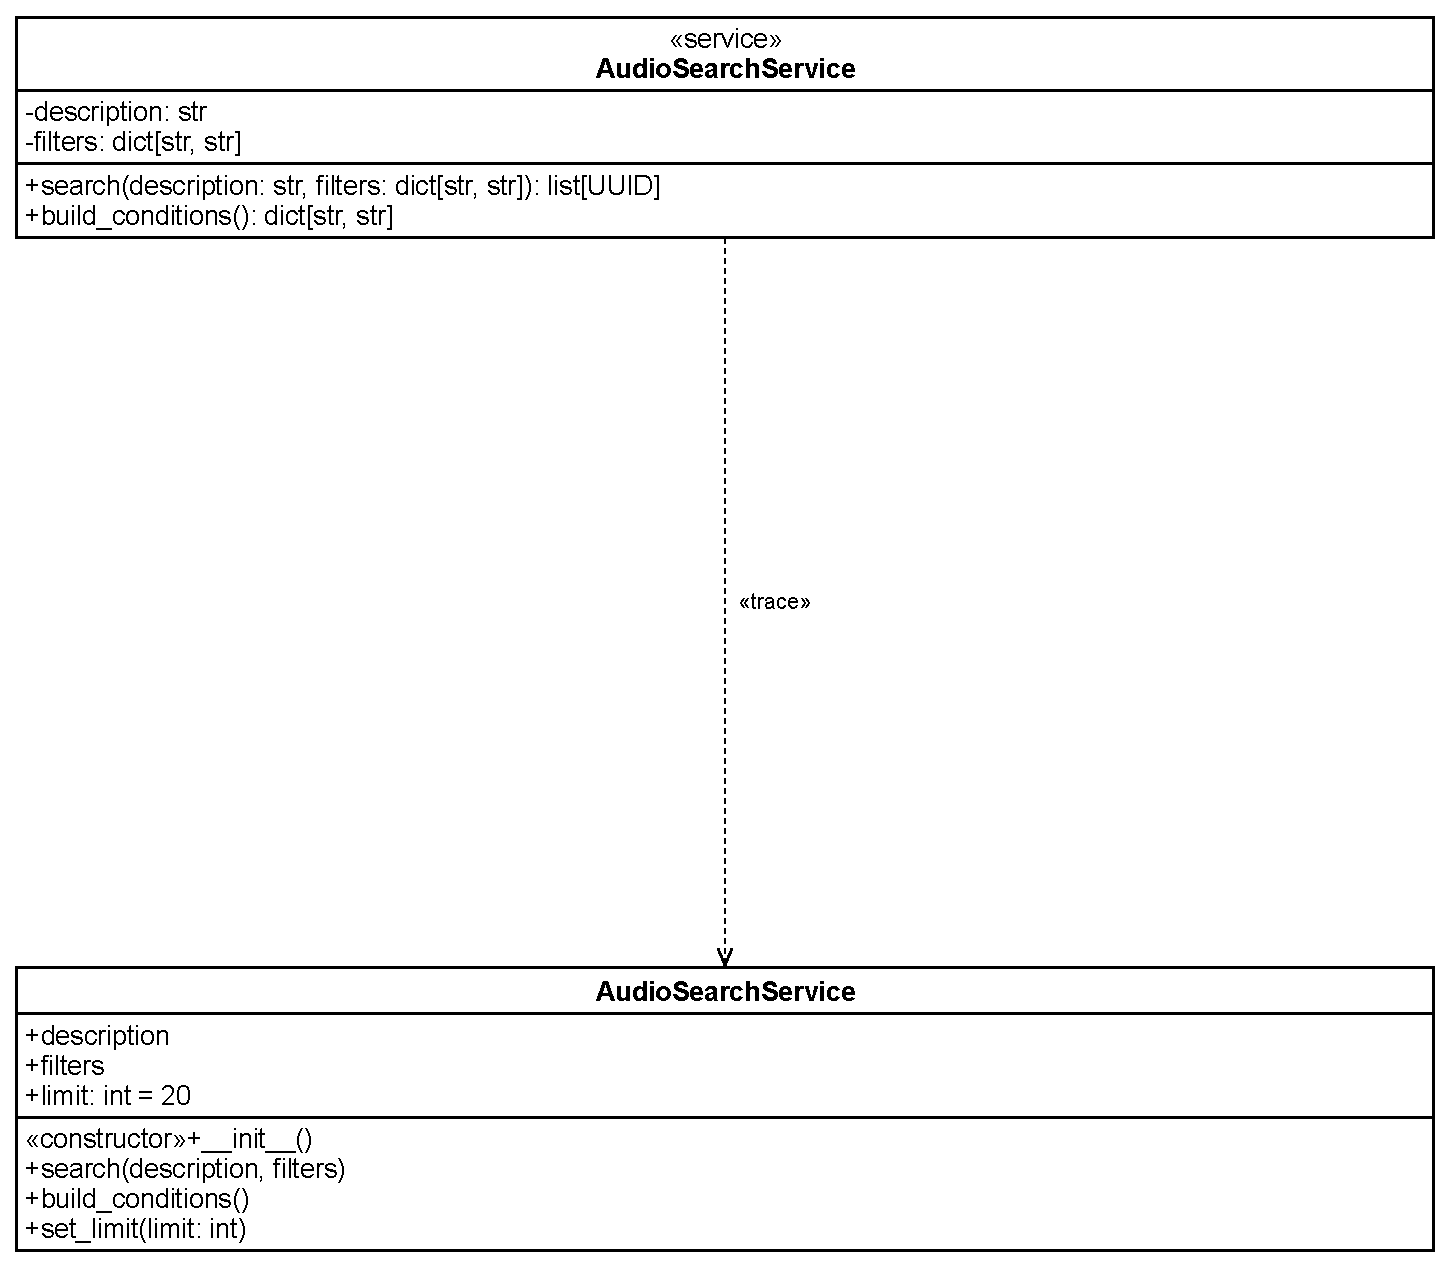 «service»
AudioSearchService
-description: str
-filters: dict[str, str]
+search(description: str, filters: dict[str, str]): list[UUID]
+build_conditions(): dict[str, str]
«trace»
AudioSearchService
+description
+filters
+limit: int = 20
«constructor»+__init__()
+search(description, filters)
+build_conditions()
+set_limit(limit: int)